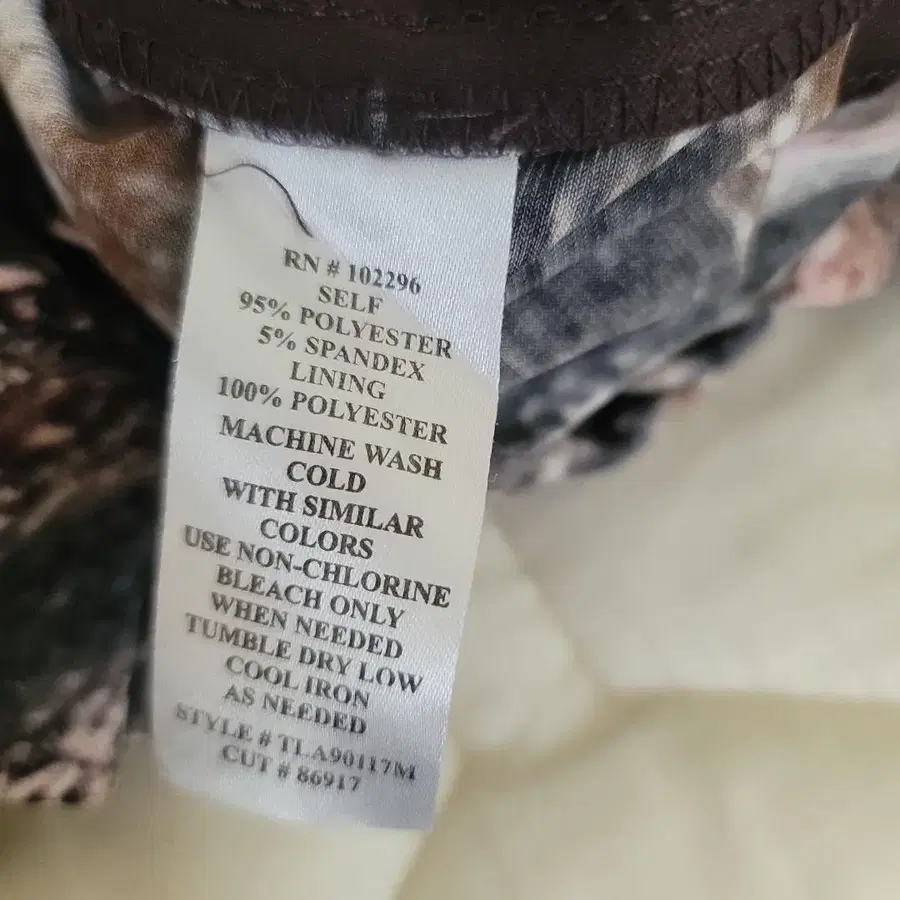 RN # 102296
SELF
95% POLYESTER
5% SPANDEX
LINING
100% POLYESTER
MACHINE WASH
COLD
WITH SIMILAR
COLORS
USE NON-CHLORINE
BLEACH ONLY
WHEN NEEDED
TUMBLE DRY LOW
COOL IRON
AS NEEDED
STYLE # TLA90117M
CUT # 86917